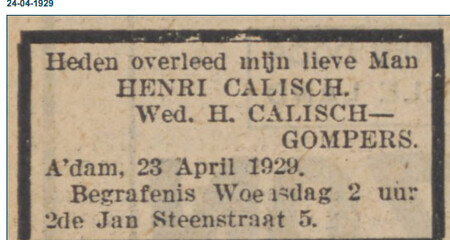 24-04-1929
Heden overleed mijn lieve Man
HENRI CALISCH.
Wed. H. CALISCH—
GOMPERS.
A'dam, 23 April 1929.
Begrafenis Woensdag 2 uur
2de Jan Steenstraat 5.